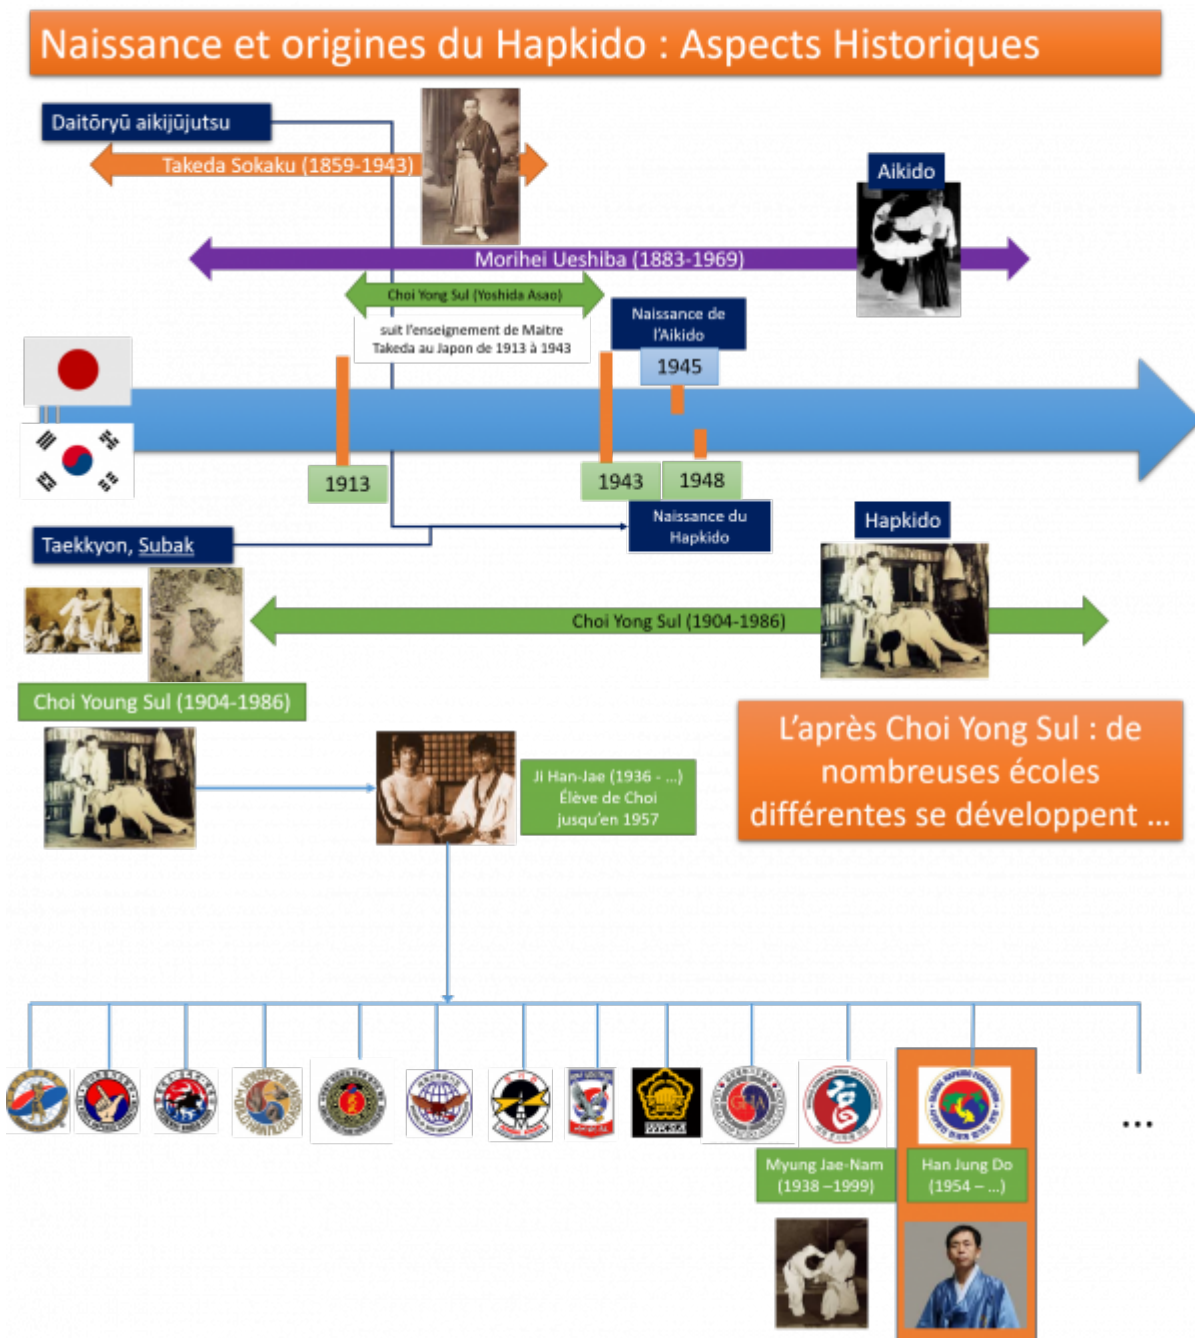 Naissance et origines du Hapkido : Aspects Historiques
Daitōryū aikijūjutsu
Takeda Sokaku (1859-1943)
Aikido
Morihei Ueshiba (1883-1969)
Choi Yong Sul (Yoshida Asao)
suit l'enseignement de Maitre
Takeda au Japon de 1913 à 1943
Naissance de
l'Aikido
1945
1913
1943
1948
Naissance du
Hapkido
Hapkido
Taekkyon, Subak
Choi Yong Sul (1904-1986)
Choi Young Sul (1904-1986)
Ji Han-Jae (1936 - ...)
Élève de Choi
jusqu'en 1957
L'après Choi Yong Sul : de
nombreuses écoles
différentes se développent ...
GHA
...
Myung Jae-Nam
(1938 –1999)
Han Jung Do
(1954 – ...)